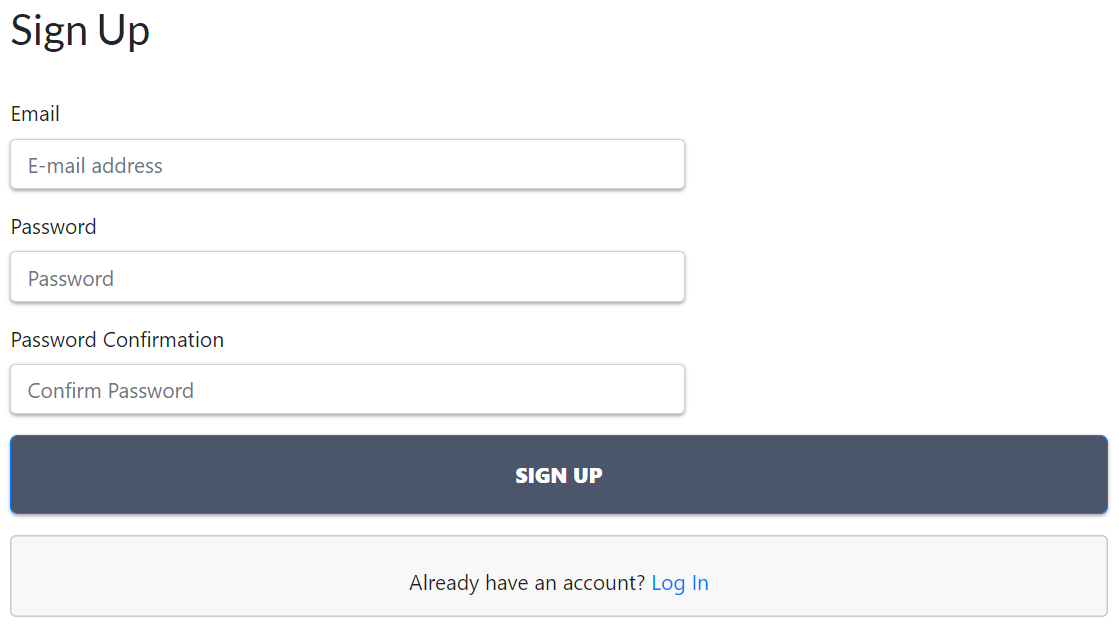 Sign Up
Email
E-mail address
Password
Password
Password Confirmation
Confirm Password
SIGN UP
Already have an account? Log In